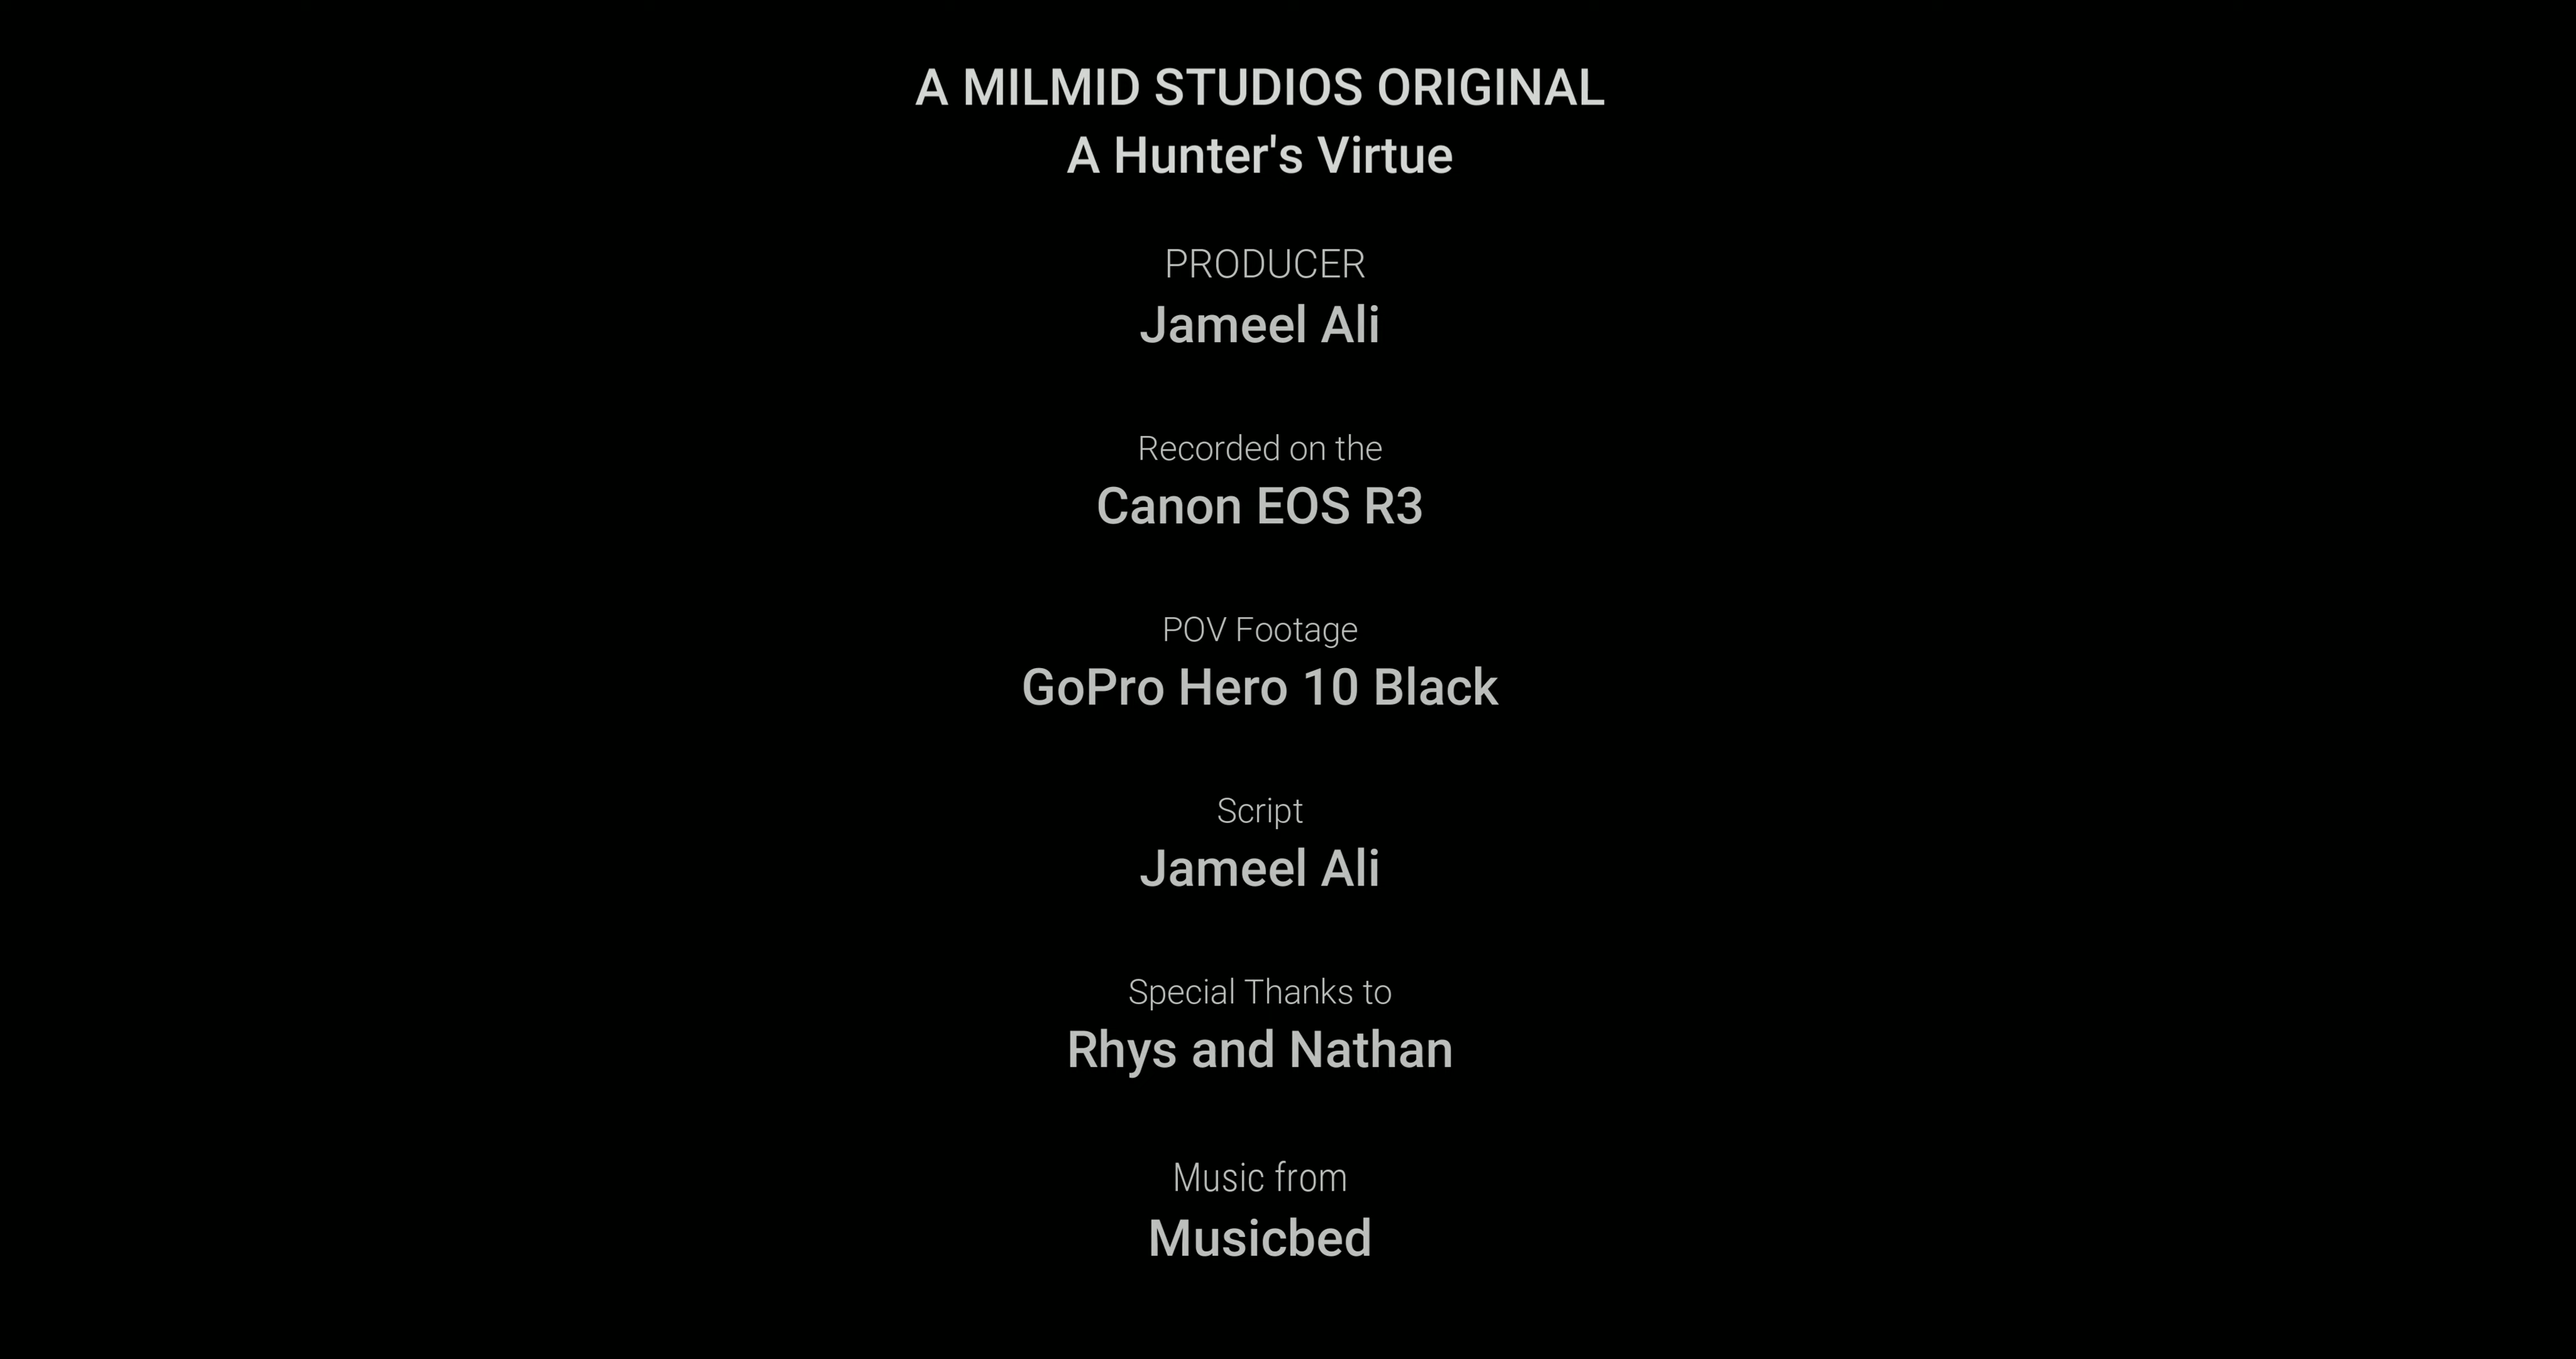 A MILMID STUDIOS ORIGINAL
A Hunter's Virtue
PRODUCER
Jameel Ali
Recorded on the
Canon EOS R3
POV Footage
GoPro Hero 10 Black
Script
Jameel Ali
Special Thanks to
Rhys and Nathan
Music from
Musicbed